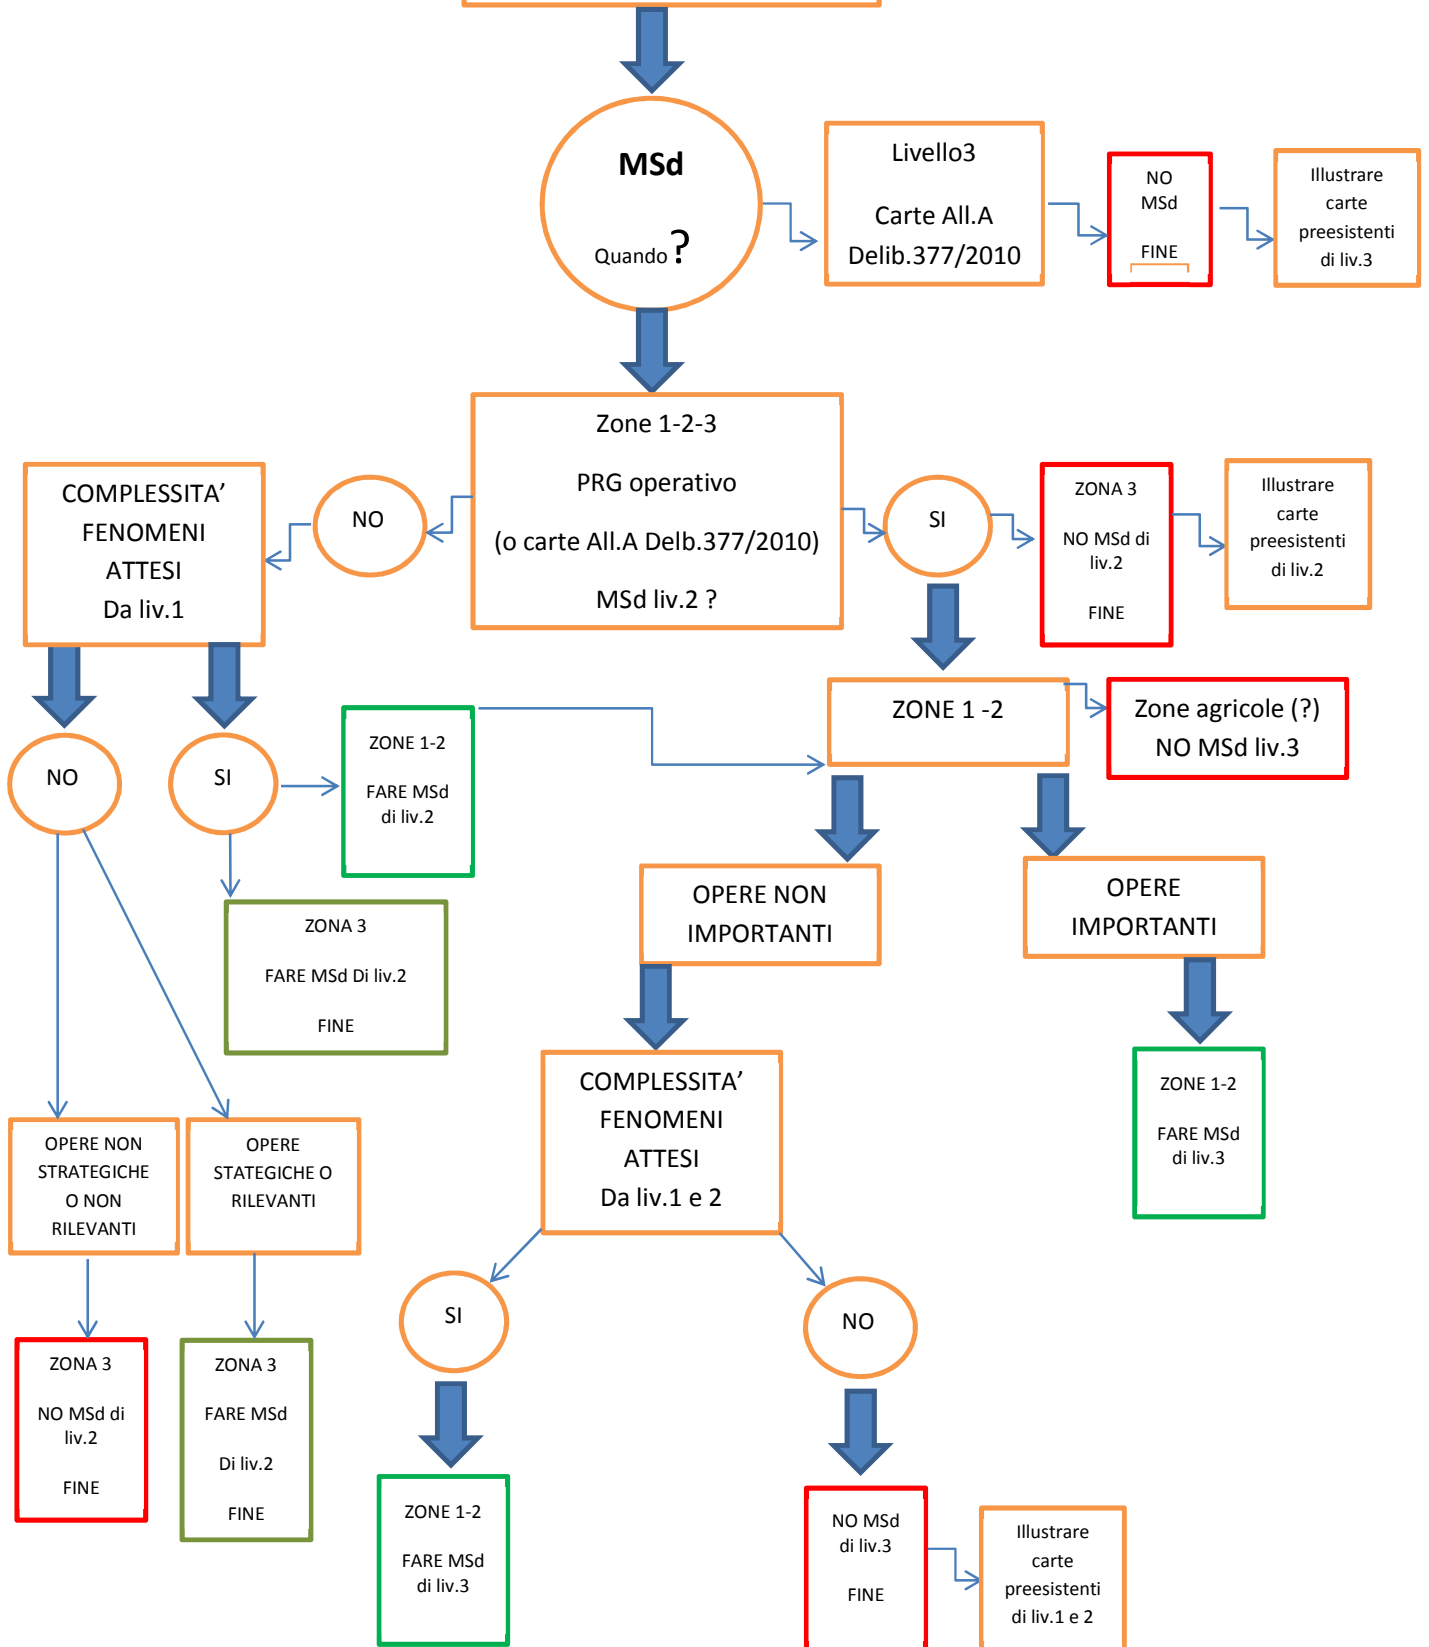 MSd
Quando ?
Livello3
Carte All.A
Delib.377/2010
NO
MSd
FINE
Illustrare
carte
preesistenti
di liv.3
Zone 1-2-3
PRG operativo
(o carte All.A Delb.377/2010)
MSd liv.2 ?
COMPLESSITA’
FENOMENI
ATTESI
Da liv.1
NO
SI
ZONA 3
NO MSd di
liv.2
FINE
Illustrare
carte
preesistenti
di liv.2
NO
SI
ZONE 1-2
FARE MSd
di liv.2
ZONE 1 -2
Zone agricole (?)
NO MSd liv.3
ZONA 3
FARE MSd Di liv.2
FINE
OPERE NON
IMPORTANTI
OPERE
IMPORTANTI
COMPLESSITA’
FENOMENI
ATTESI
Da liv.1 e 2
ZONE 1-2
FARE MSd
di liv.3
OPERE NON
STRATEGICHE
O NON
RILEVANTI
OPERE
STATEGICHE O
RILEVANTI
SI
NO
ZONA 3
NO MSd di
liv.2
FINE
ZONA 3
FARE MSd
Di liv.2
FINE
ZONE 1-2
FARE MSd
di liv.3
NO MSd
di liv.3
FINE
Illustrare
carte
preesistenti
di liv.1 e 2